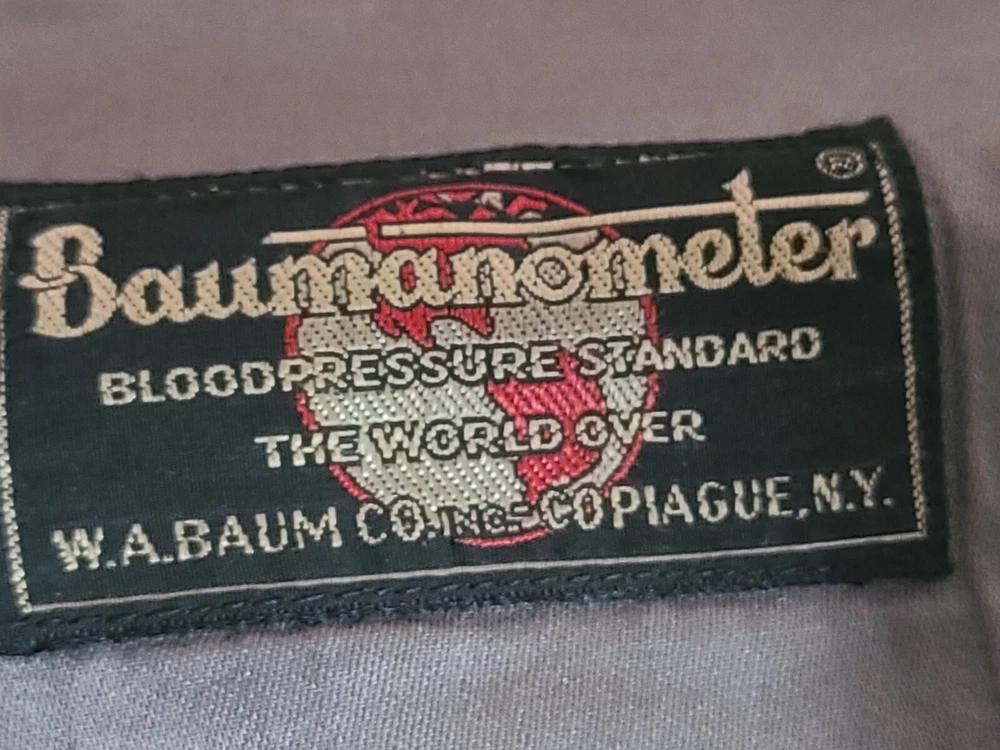 Baumanometer ®
BLOODPRESSURE STANDARD
THE WORLD OVER
W.A.BAUM CO. INC. COPIAGUE, N.Y.